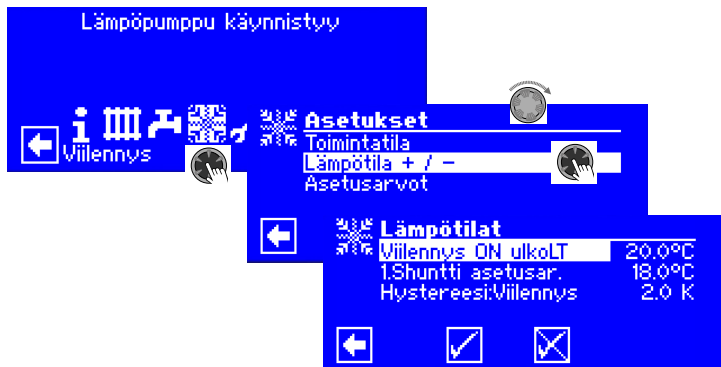 Lämpöpumppu käynnistyy
Viilennys
Asetukset
Toimintatila
Lämpötila + / -
Asetusarvot
Lämpötilat
Viilennys ON ulkoLT 20.0°C
1.Shuntti asetusar. 18.0°C
Hystereesi:Viilennys 2.0 K